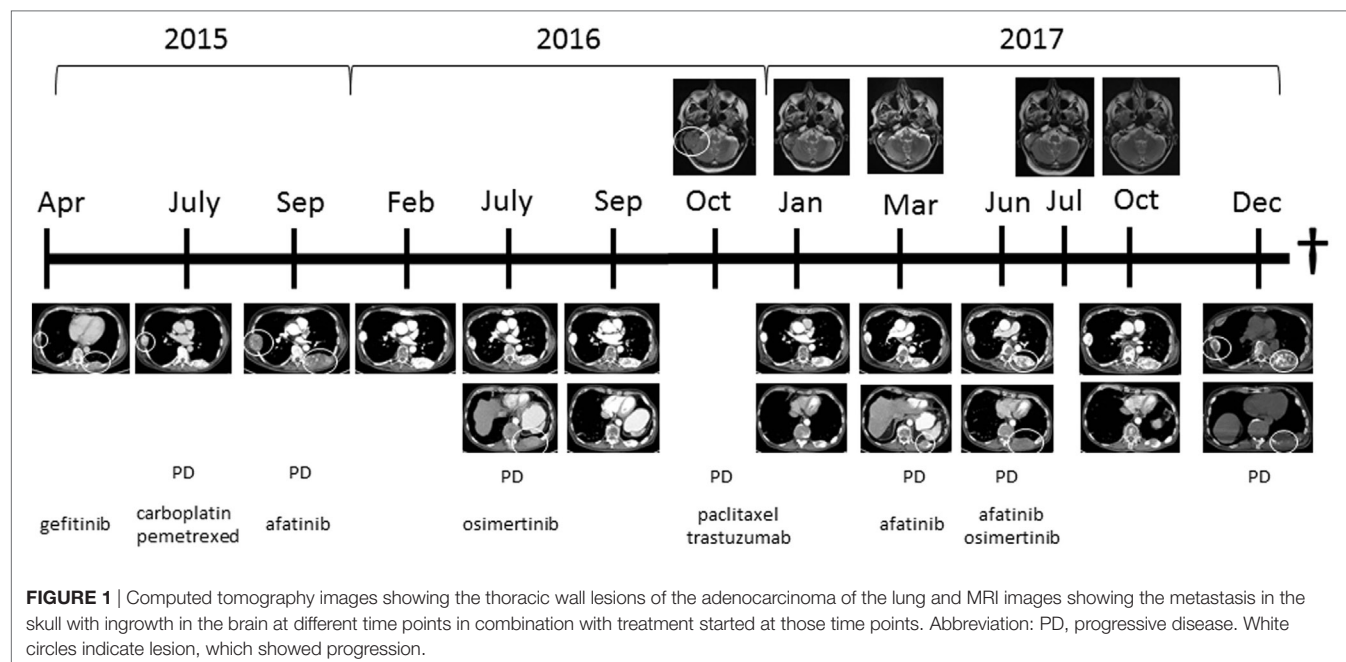 2015 2016 2017
Apr July Sep Feb July Sep Oct Jan Mar Jun Jul Oct Dec
PD PD PD PD PD PD PD
gefitinib carboplatin pemetrexed afatinib osimertinib paclitaxel trastuzumab afatinib afatinib osimertinib
FIGURE 1 | Computed tomography images showing the thoracic wall lesions of the adenocarcinoma of the lung and MRI images showing the metastasis in the
skull with ingrowth in the brain at different time points in combination with treatment started at those time points. Abbreviation: PD, progressive disease. White
circles indicate lesion, which showed progression.